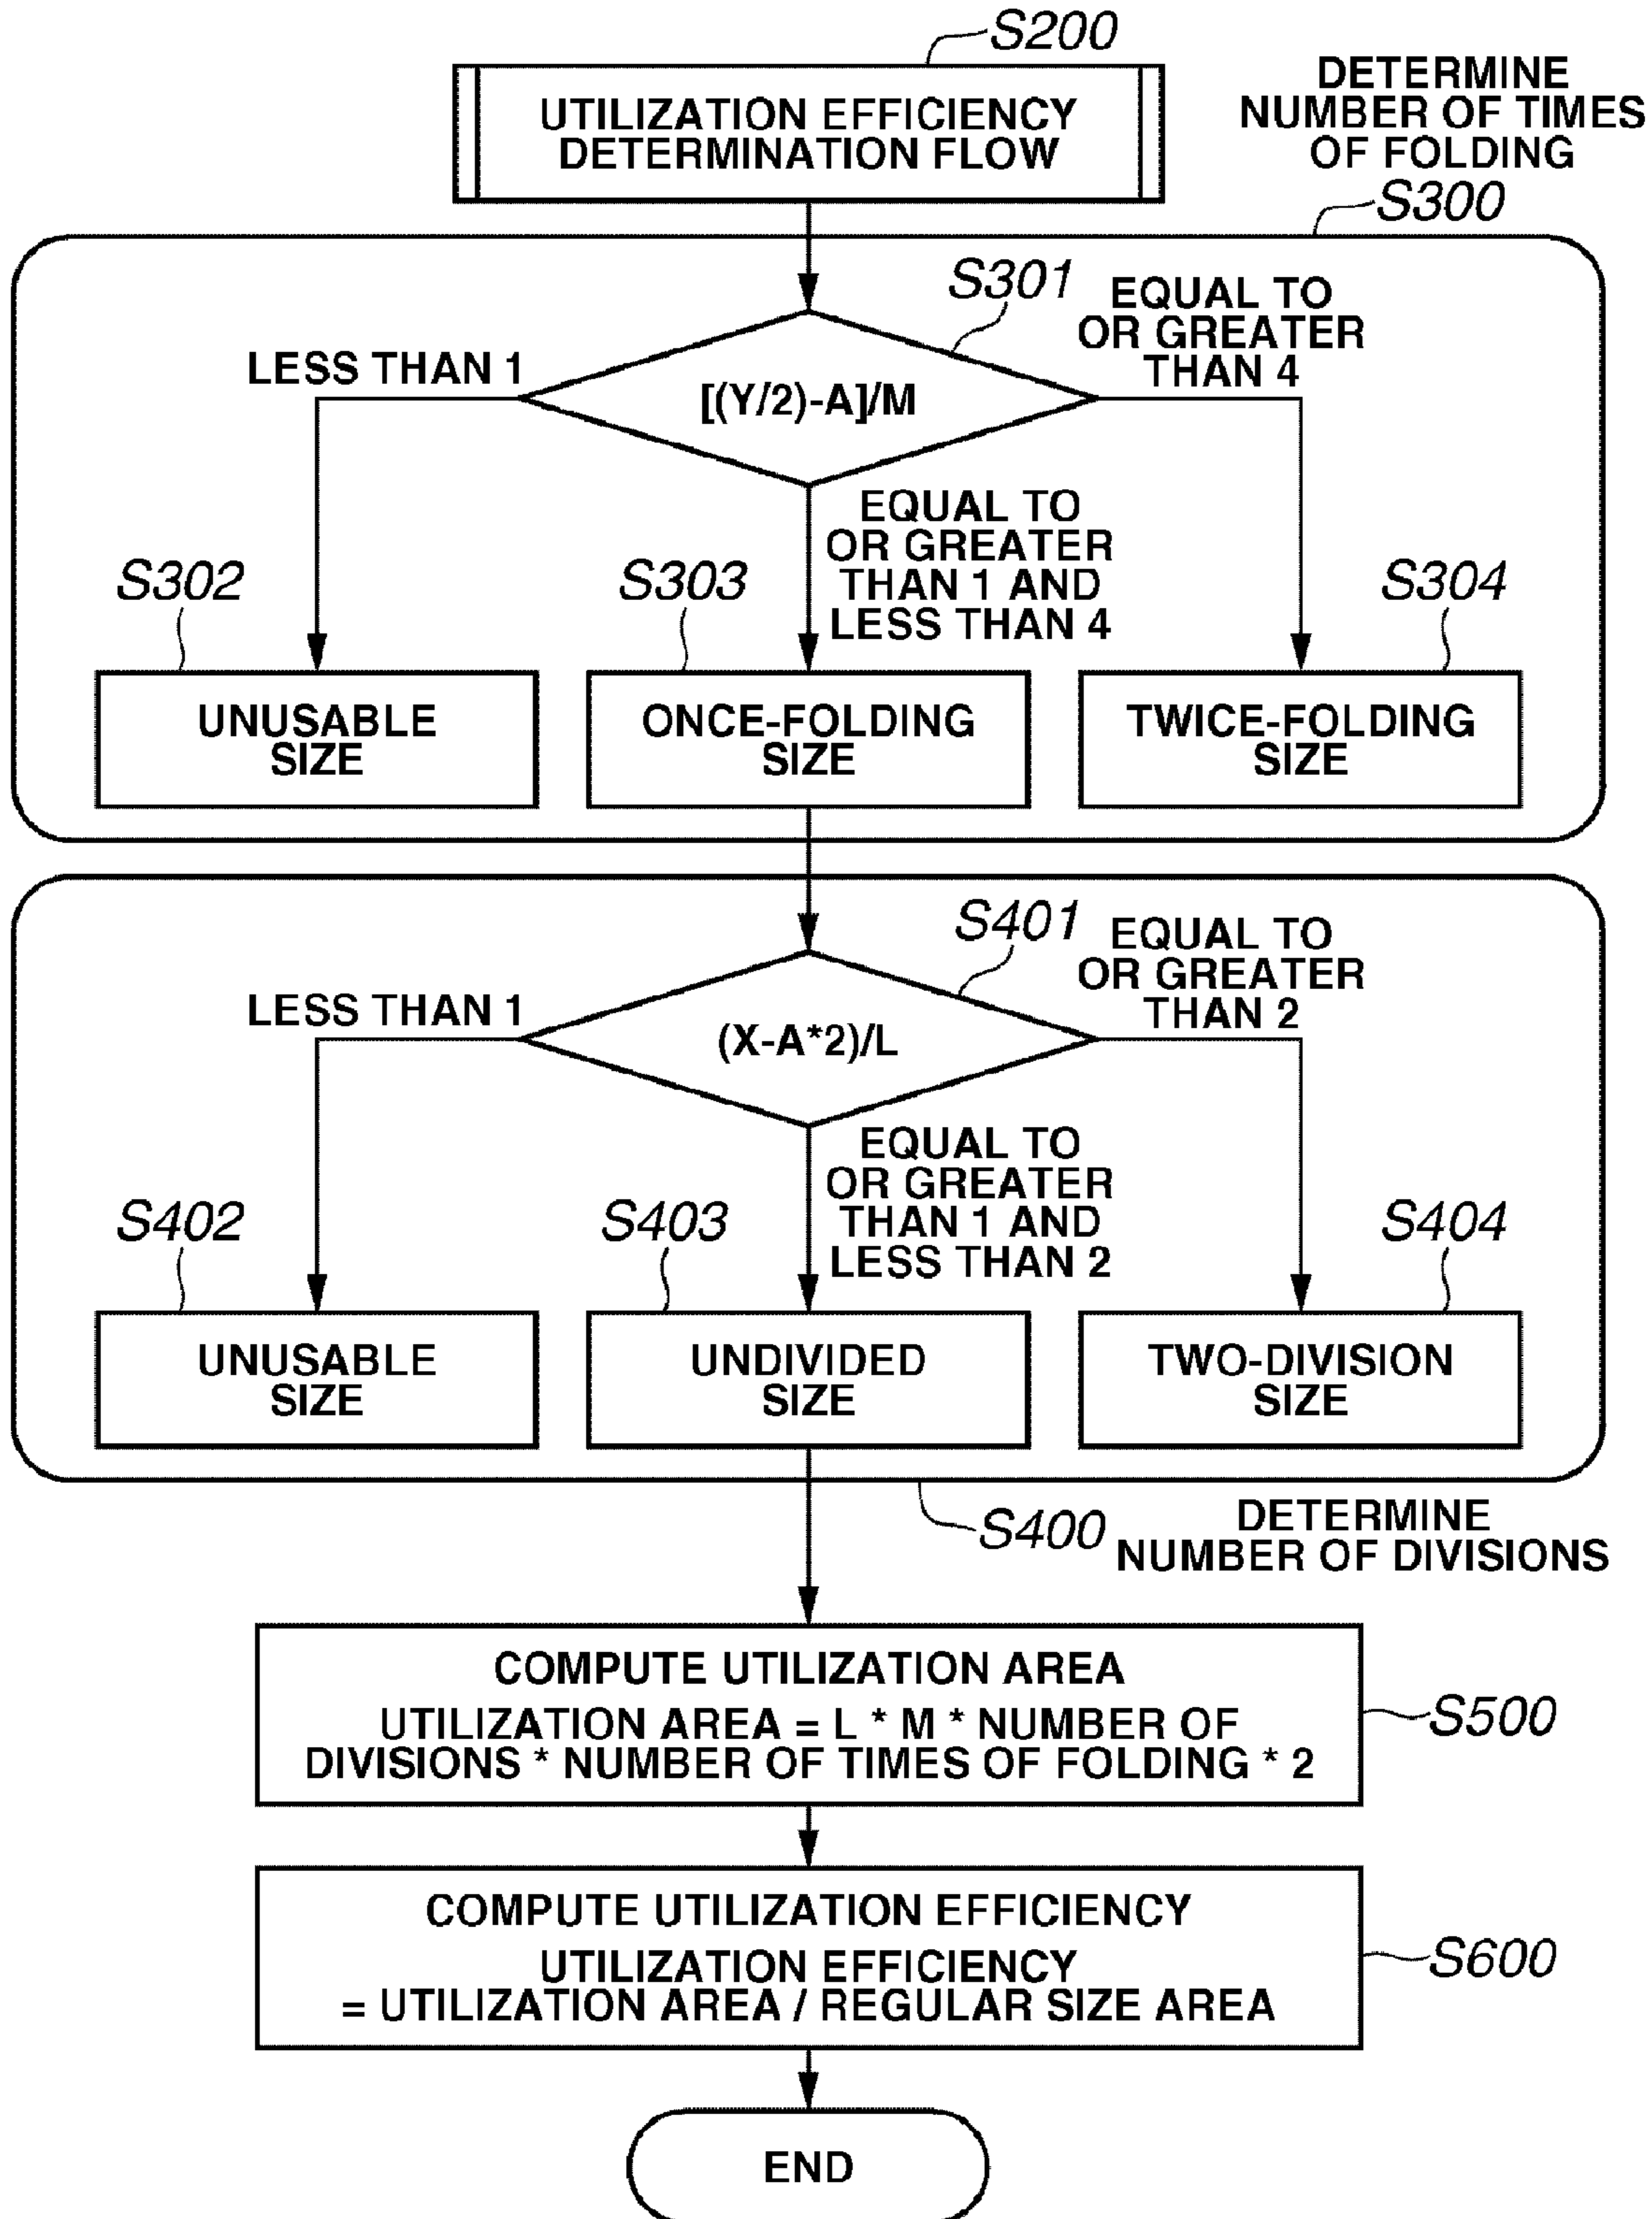 S200
UTILIZATION EFFICIENCY
DETERMINATION FLOW
DETERMINE
NUMBER OF TIMES
OF FOLDING
S300
S301
EQUAL TO
OR GREATER
THAN 4
LESS THAN 1
[(Y/2)-A]/M
EQUAL TO
OR GREATER
THAN 1 AND
LESS THAN 4
S302
S303
S304
UNUSABLE
SIZE
ONCE-FOLDING
SIZE
TWICE-FOLDING
SIZE
S401
EQUAL TO
OR GREATER
THAN 2
LESS THAN 1
(X-A*2)/L
EQUAL TO
OR GREATER
THAN 1 AND
LESS THAN 2
S402
S403
S404
UNUSABLE
SIZE
UNDIVIDED
SIZE
TWO-DIVISION
SIZE
S400
DETERMINE
NUMBER OF DIVISIONS
COMPUTE UTILIZATION AREA
UTILIZATION AREA = L * M * NUMBER OF
DIVISIONS * NUMBER OF TIMES OF FOLDING * 2
S500
COMPUTE UTILIZATION EFFICIENCY
UTILIZATION EFFICIENCY
= UTILIZATION AREA / REGULAR SIZE AREA
S600
END